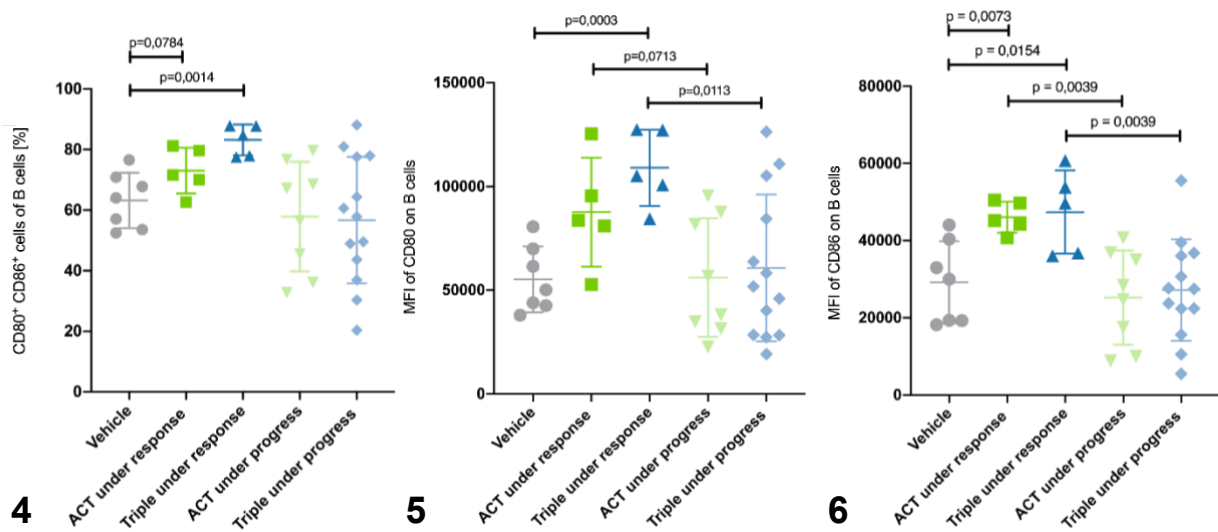 p=0,0784
p=0,0014
CD80+ CD86+ cells of B cells [%]
100
80
60
40
20
0
Vehicle
ACT under response
Triple under response
ACT under progress
Triple under progress
4
p=0,0003
p=0,0713
p=0,0113
MFI of CD80 on B cells
150000
100000
50000
0
Vehicle
ACT under response
Triple under response
ACT under progress
Triple under progress
5
p = 0,0073
p = 0,0154
p = 0,0039
p = 0,0039
MFI of CD86 on B cells
80000
60000
40000
20000
0
Vehicle
ACT under response
Triple under response
ACT under progress
Triple under progress
6